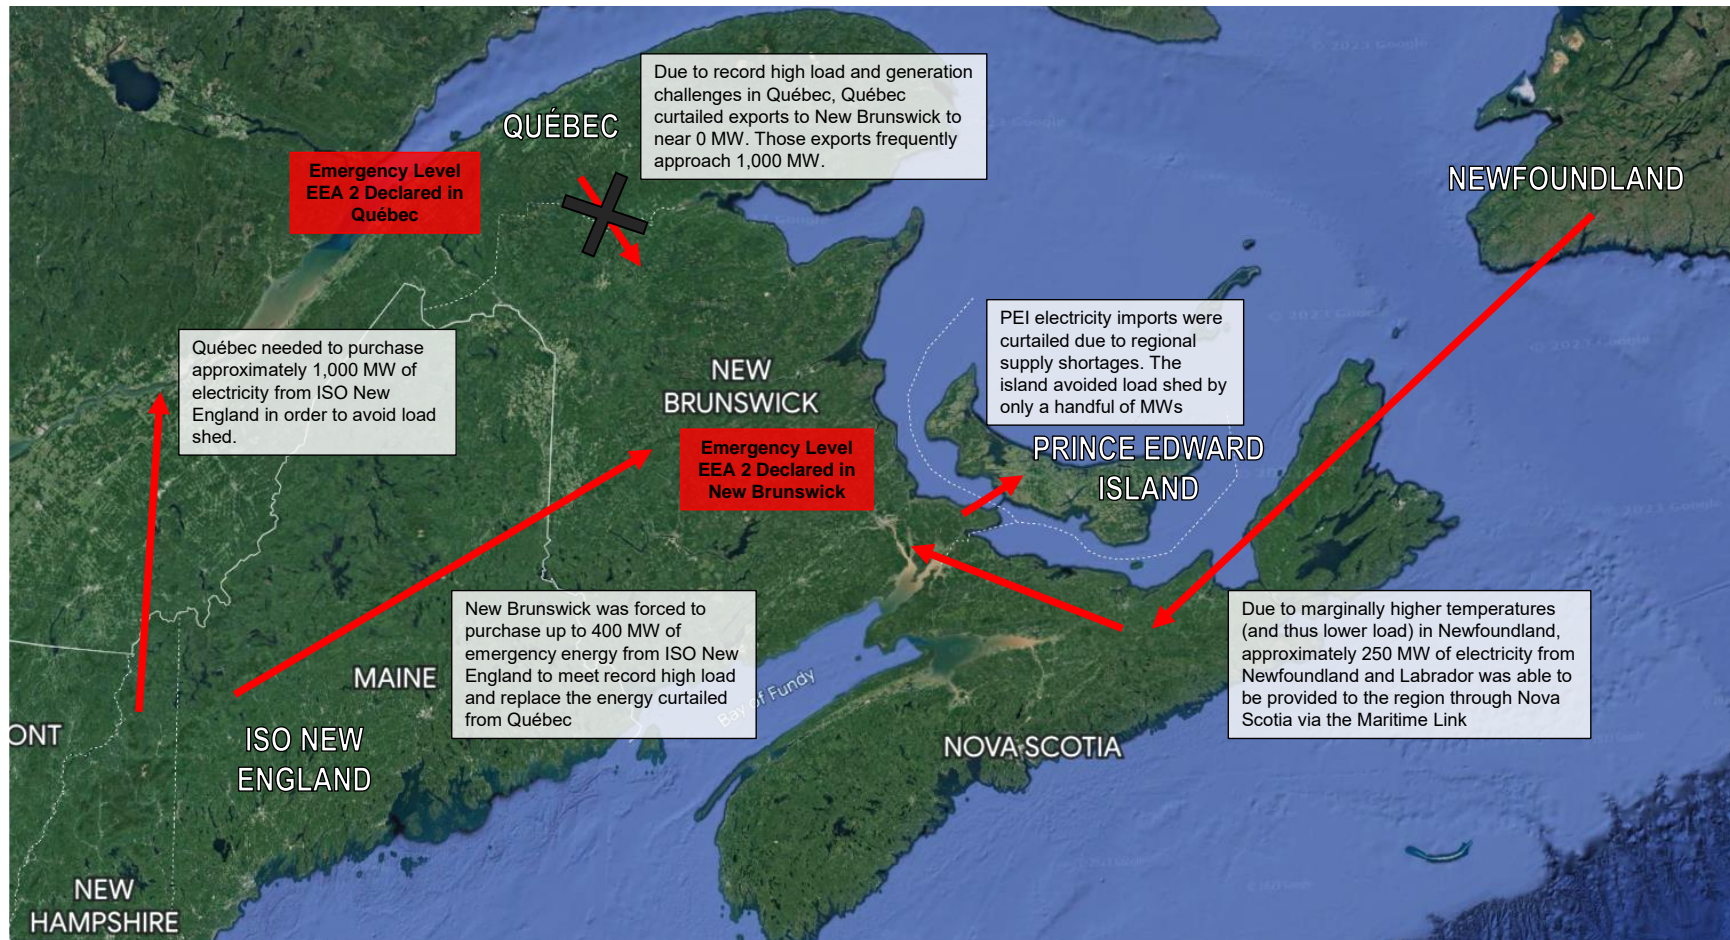 © 2023 Google
Due to record high load and generation
challenges in Québec, Québec
curtailed exports to New Brunswick to
near 0 MW. Those exports frequently
approach 1,000 MW.
QUÉBEC
Emergency Level
EEA 2 Declared in
Québec
NEWFOUNDLAND
PEI electricity imports were
curtailed due to regional
supply shortages. The
island avoided load shed by
only a handful of MWs
Québec needed to purchase
approximately 1,000 MW of
electricity from ISO New
England in order to avoid load
shed.
NEW
BRUNSWICK
Emergency Level
EEA 2 Declared in
New Brunswick
PRINCE EDWARD
ISLAND
New Brunswick was forced to
purchase up to 400 MW of
emergency energy from ISO New
England to meet record high load
and replace the energy curtailed
from Québec
Due to marginally higher temperatures
(and thus lower load) in Newfoundland,
approximately 250 MW of electricity from
Newfoundland and Labrador was able to
be provided to the region through Nova
Scotia via the Maritime Link
MAINE
Bay of Fundy
ONT
ISO NEW
ENGLAND
NOVA SCOTIA
NEW
HAMPSHIRE